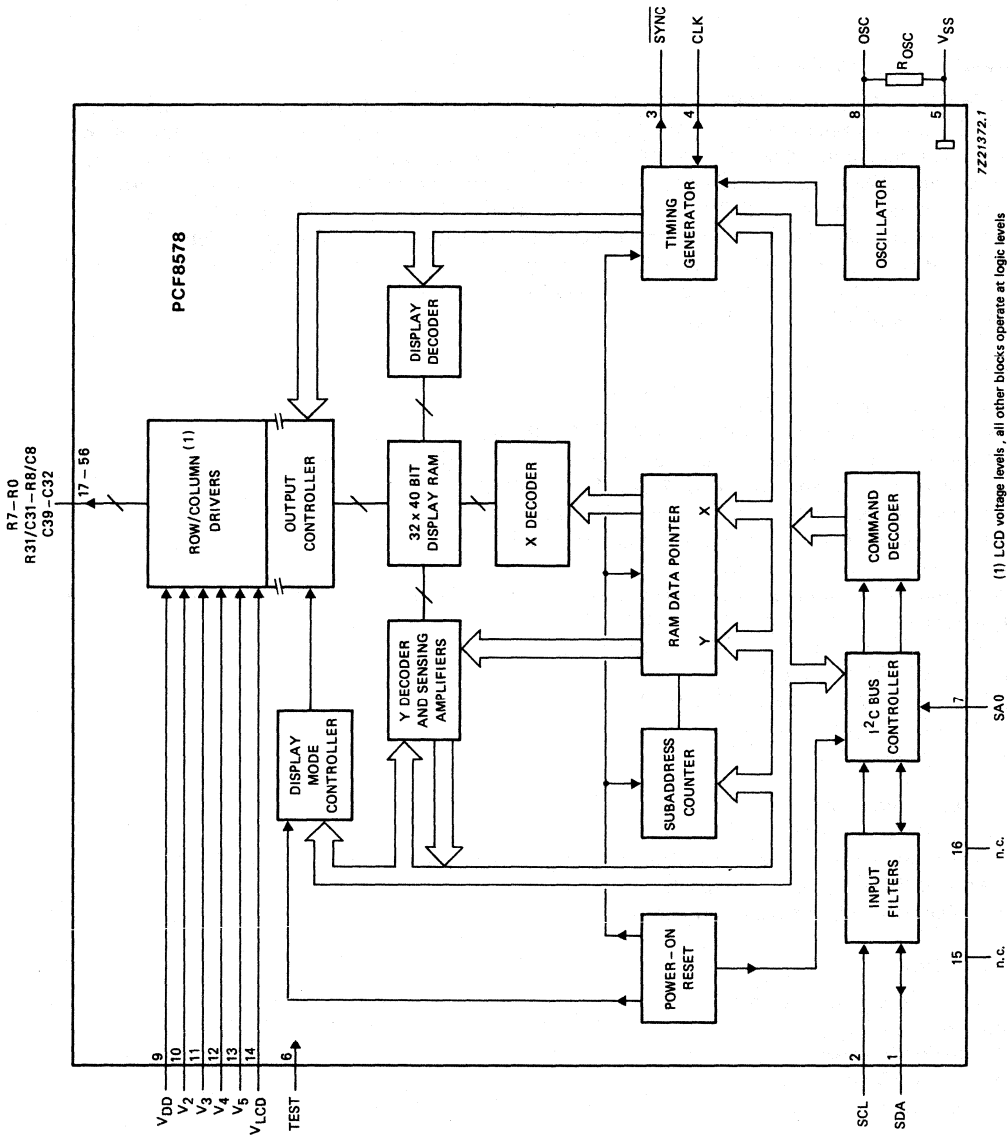 R7-R0
R31/C31-R8/C8
C39-C32
17-56
PCF8578
VDD
V2
V3
V4
V5
VLCD
TEST
9
10
11
12
13
14
6
ROW/COLUMN (1)
DRIVERS
OUTPUT
CONTROLLER
DISPLAY
MODE
CONTROLLER
Y DECODER
AND SENSING
AMPLIFIERS
32 x 40 BIT
DISPLAY RAM
DISPLAY
DECODER
X DECODER
POWER-ON
RESET
SUBADDRESS
COUNTER
RAM DATA POINTER
Y
X
TIMING
GENERATOR
3
SYNC
4
CLK
SCL
2
SDA
1
INPUT
FILTERS
I2C BUS
CONTROLLER
COMMAND
DECODER
OSCILLATOR
8
OSC
ROSC
5
VSS
15
n.c.
16
n.c.
7
SA0
7Z21372.1
(1) LCD voltage levels, all other blocks operate at logic levels